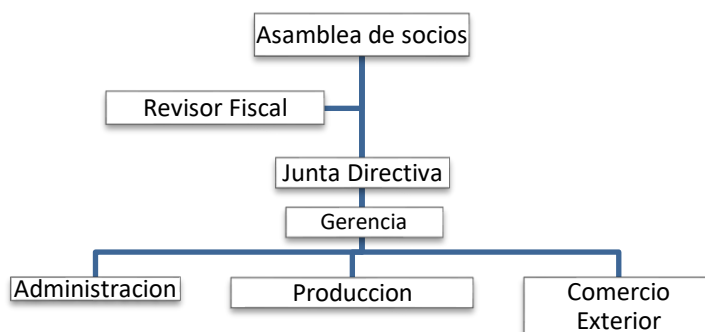 Asamblea de socios
Revisor Fiscal
Junta Directiva
Gerencia
Administracion
Produccion
Comercio
Exterior